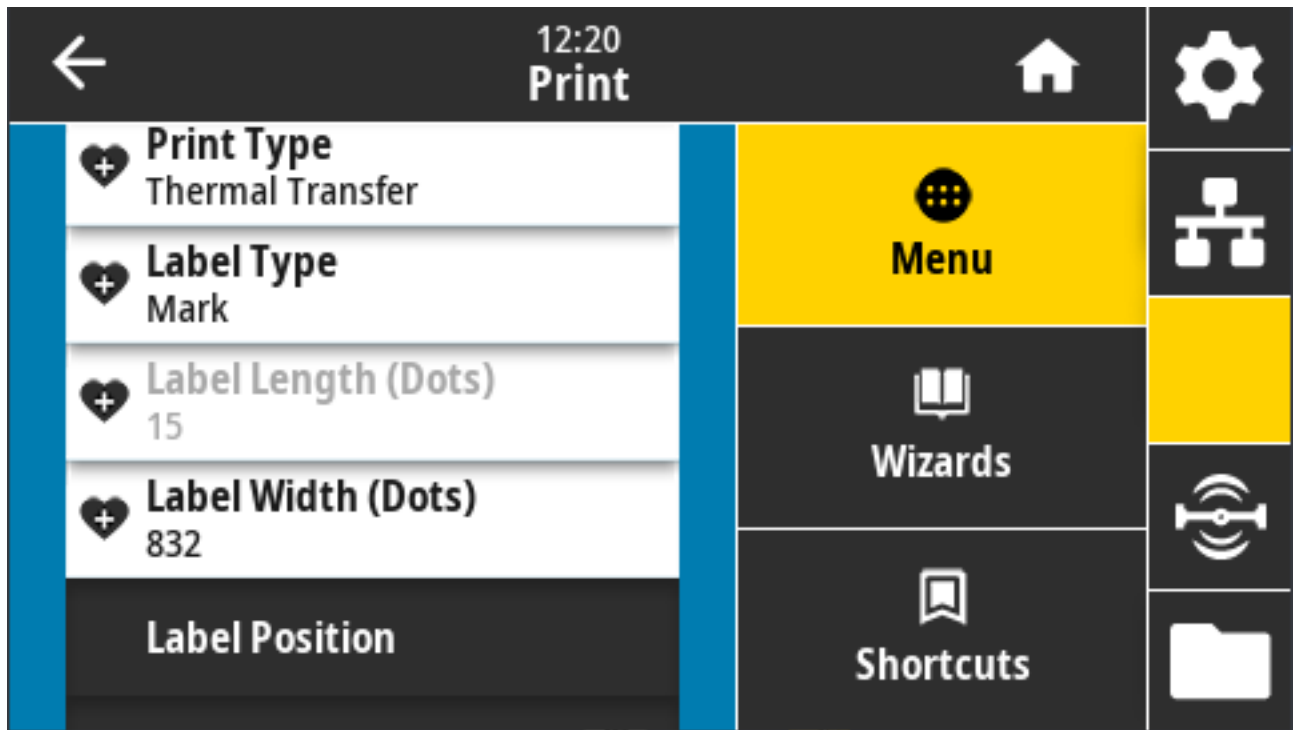 12:20
Print
Print Type
Thermal Transfer
Label Type
Mark
Label Length (Dots)
15
Label Width (Dots)
832
Label Position
Menu
Wizards
Shortcuts